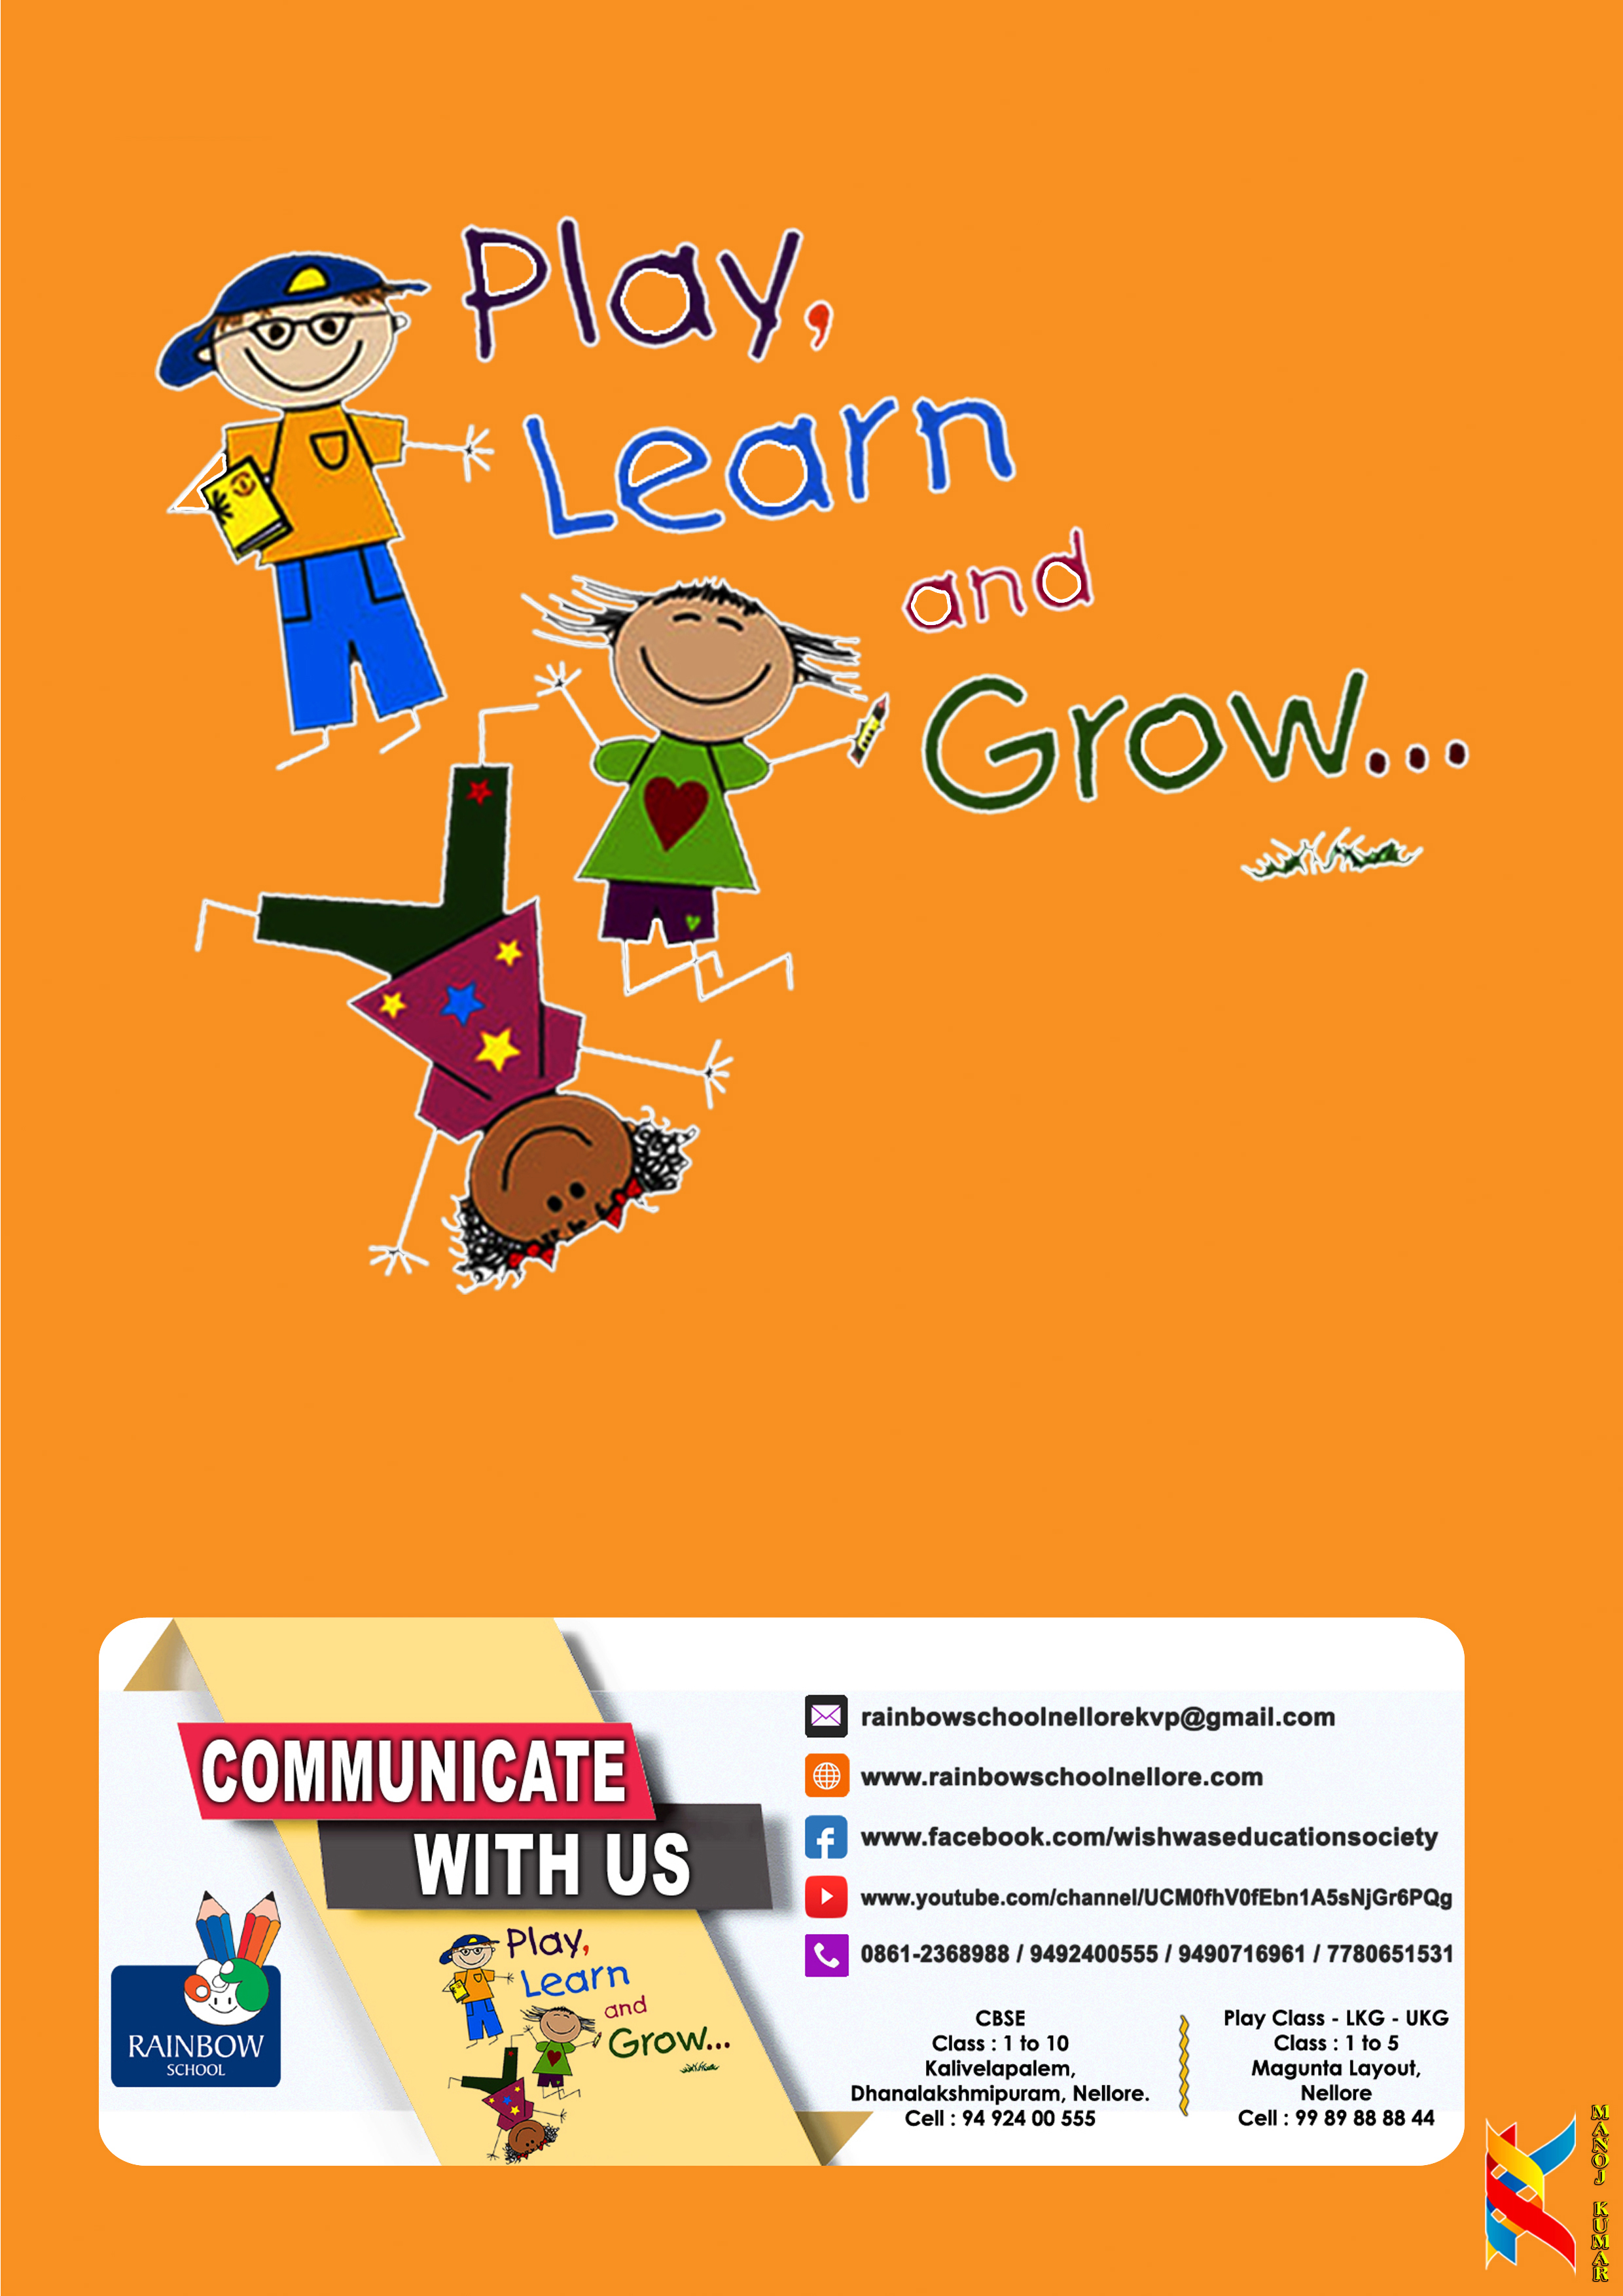 Play,
Learn
and
Grow...
COMMUNICATE
WITH US
RAINBOW
SCHOOL
Play,
Learn
and
Grow...
rainbowschoolnellorekvp@gmail.com
www.rainbowschoolnellore.com
www.facebook.com/wishwaseducationsociety
www.youtube.com/channel/UCM0fhV0fEbn1A5sNjGr6PQg
0861-2368988 / 9492400555 / 9490716961 / 7780651531
CBSE
Class : 1 to 10
Kalivelapalem,
Dhanalakshmipuram, Nellore.
Cell : 94 924 00 555
Play Class - LKG - UKG
Class : 1 to 5
Magunta Layout,
Nellore
Cell : 99 89 88 88 44
MANOJ KUMAR